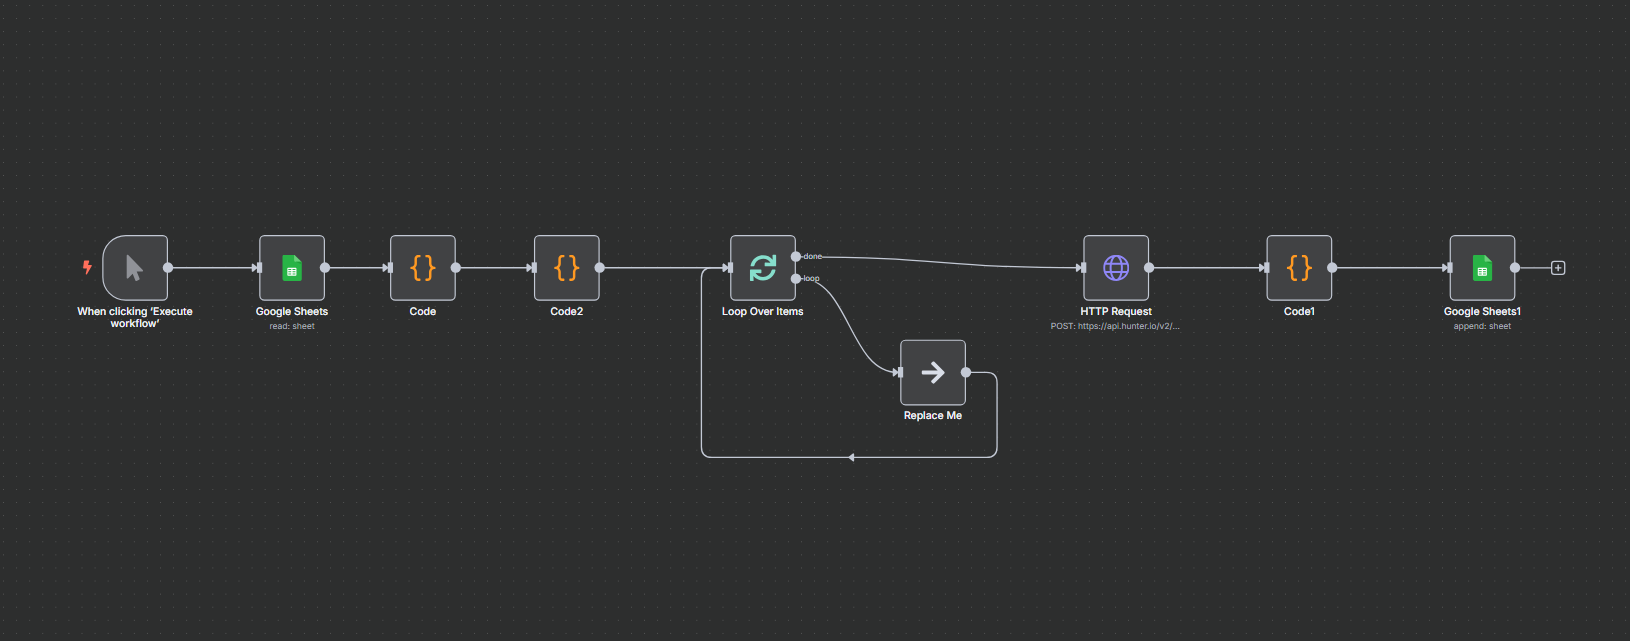 When clicking ‘Execute
workflow’
Google Sheets
read: sheet
Code
Code2
Loop Over Items
done
loop
Replace Me
HTTP Request
POST: https://api.hunter.io/v2/...
Code1
Google Sheets1
append: sheet